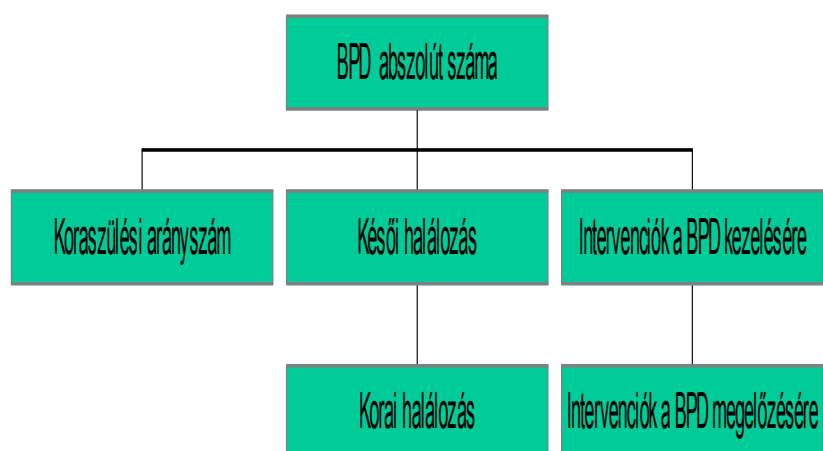 BPD abszolút száma
Koraszülési arányszám
Késői halálozás
Intervenciók a BPD kezelésére
Korai halálozás
Intervenciók a BPD megelőzésére